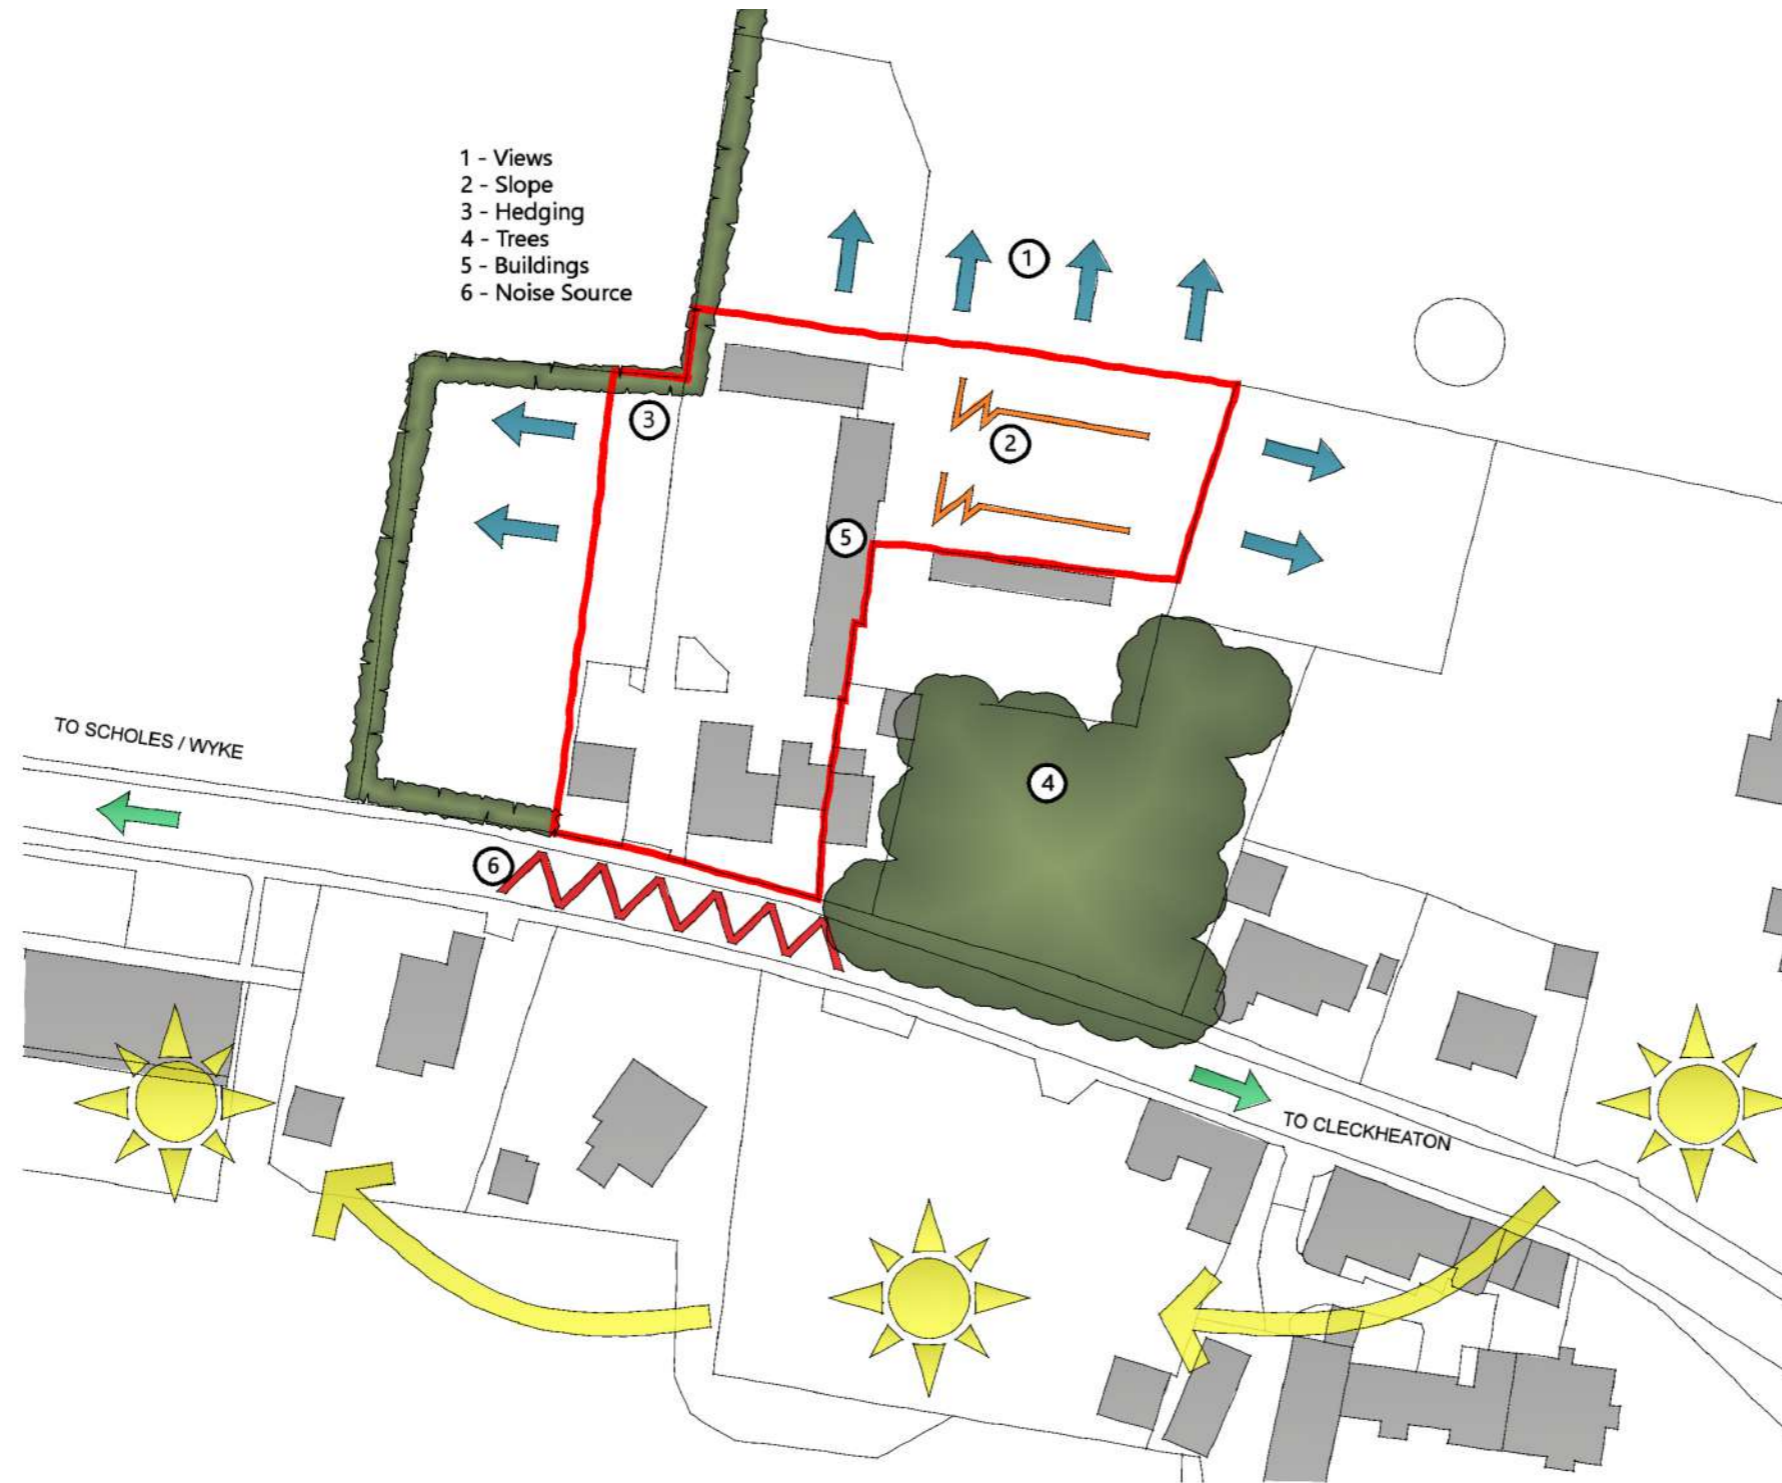 1 - Views
2 - Slope
3 - Hedging
4 - Trees
5 - Buildings
6 - Noise Source
1
3
2
5
TO SCHOLES / WYKE
4
6
TO CLECKHEATON